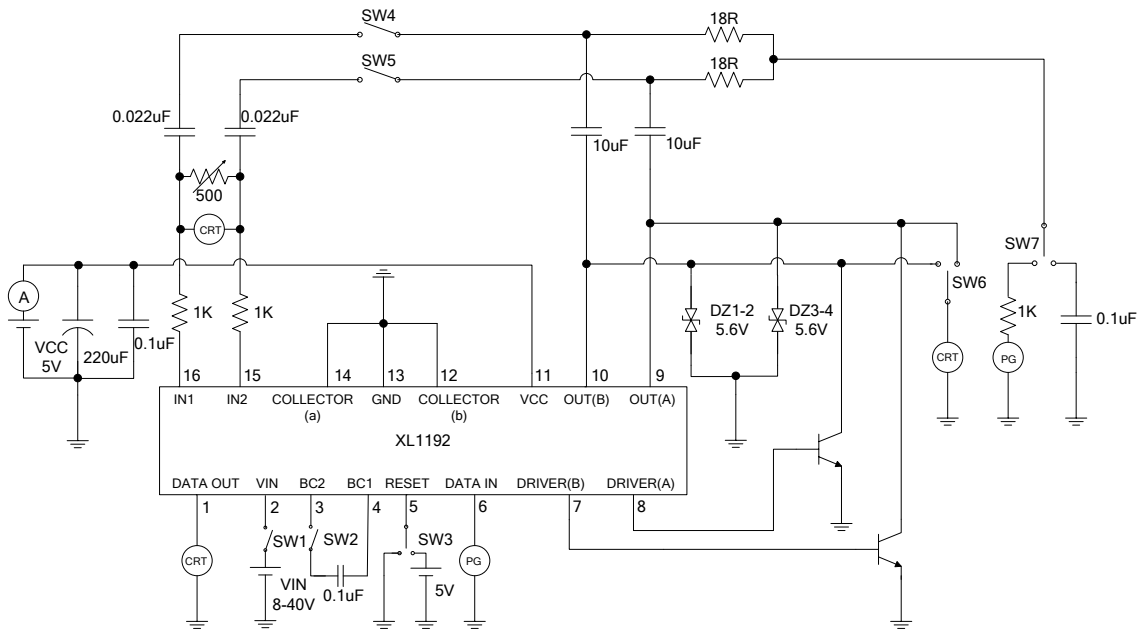 SW4
18R
SW5
18R
0.022uF
0.022uF
10uF
10uF
500
CRT
SW7
SW6
A
1K
1K
DZ1-2
5.6V
DZ3-4
5.6V
1K
0.1uF
VCC
5V
220uF
0.1uF
CRT
PG
16
15
14
13
12
11
10
9
IN1
IN2
COLLECTOR
(a)
GND
COLLECTOR
(b)
VCC
OUT(B)
OUT(A)
XL1192
DATA OUT
VIN
BC2
BC1
RESET
DATA IN
DRIVER(B)
DRIVER(A)
1
2
3
4
5
6
7
8
SW1
SW2
SW3
CRT
PG
VIN
8-40V
0.1uF
5V